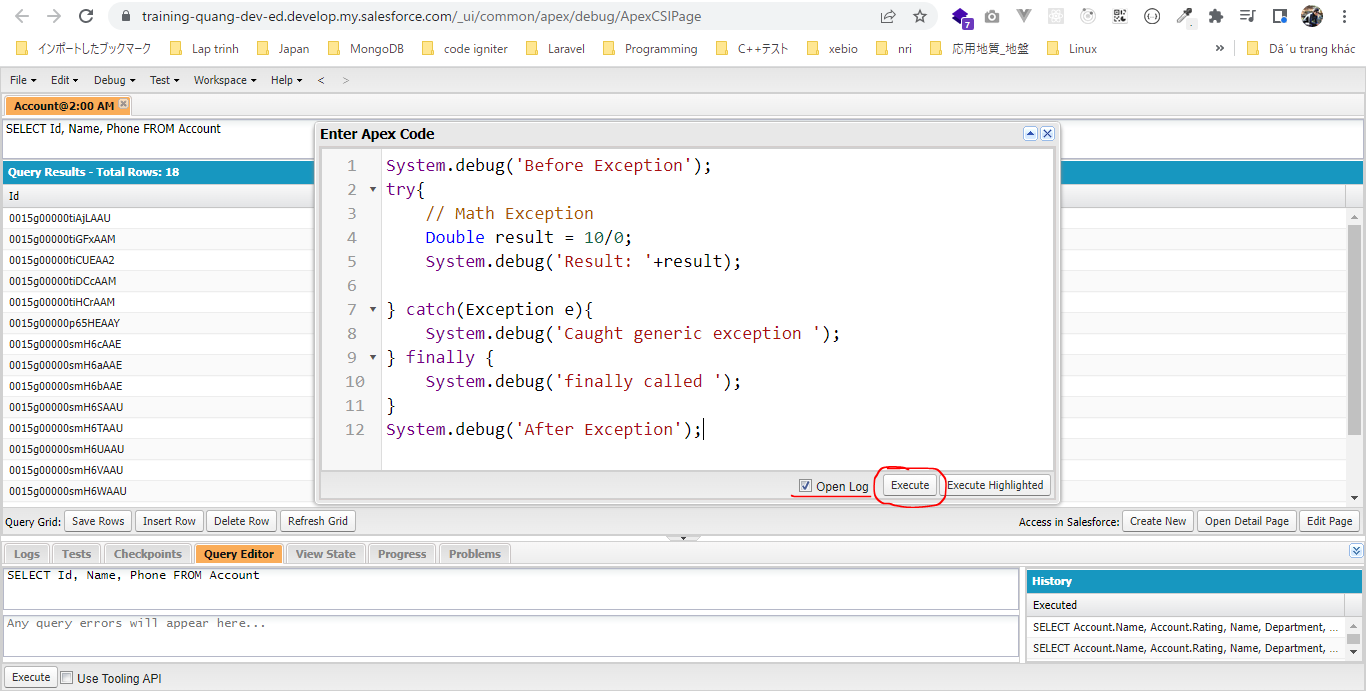 training-quang-dev-ed.develop.my.salesforce.com/_ui/common/apex/debug/ApexCSIPage
7
インポートしたブックマーク Lap trinh Japan MongoDB code igniter Laravel Programming C++テスト xebio nri 応用地質_地盤 Linux » Dấu trang khác
File Edit Debug Test Workspace Help < >
Account@2:00 AM
SELECT Id, Name, Phone FROM Account
Query Results - Total Rows: 18
Id
0015g00000tiAjLAAU
0015g00000tiGFxAAM
0015g00000tiCUEAA2
0015g00000tiDCcAAM
0015g00000tiHCrAAM
0015g00000p65HEAAY
0015g00000smH6cAAE
0015g00000smH6aAAE
0015g00000smH6bAAE
0015g00000smH6SAAU
0015g00000smH6TAAU
0015g00000smH6UAAU
0015g00000smH6VAAU
0015g00000smH6WAAU
Enter Apex Code
1 System.debug('Before Exception');
2 try{
3 // Math Exception
4 Double result = 10/0;
5 System.debug('Result: '+result);
6
7 } catch(Exception e){
8 System.debug('Caught generic exception ');
9 } finally {
10 System.debug('finally called ');
11 }
12 System.debug('After Exception');
Open Log Execute Execute Highlighted
Query Grid: Save Rows Insert Row Delete Row Refresh Grid Access in Salesforce: Create New Open Detail Page Edit Page
Logs Tests Checkpoints Query Editor View State Progress Problems
SELECT Id, Name, Phone FROM Account
Any query errors will appear here...
History
Executed
SELECT Account.Name, Account.Rating, Name, Department, ...
SELECT Account.Name, Account.Rating, Name, Department, ...
Execute Use Tooling API